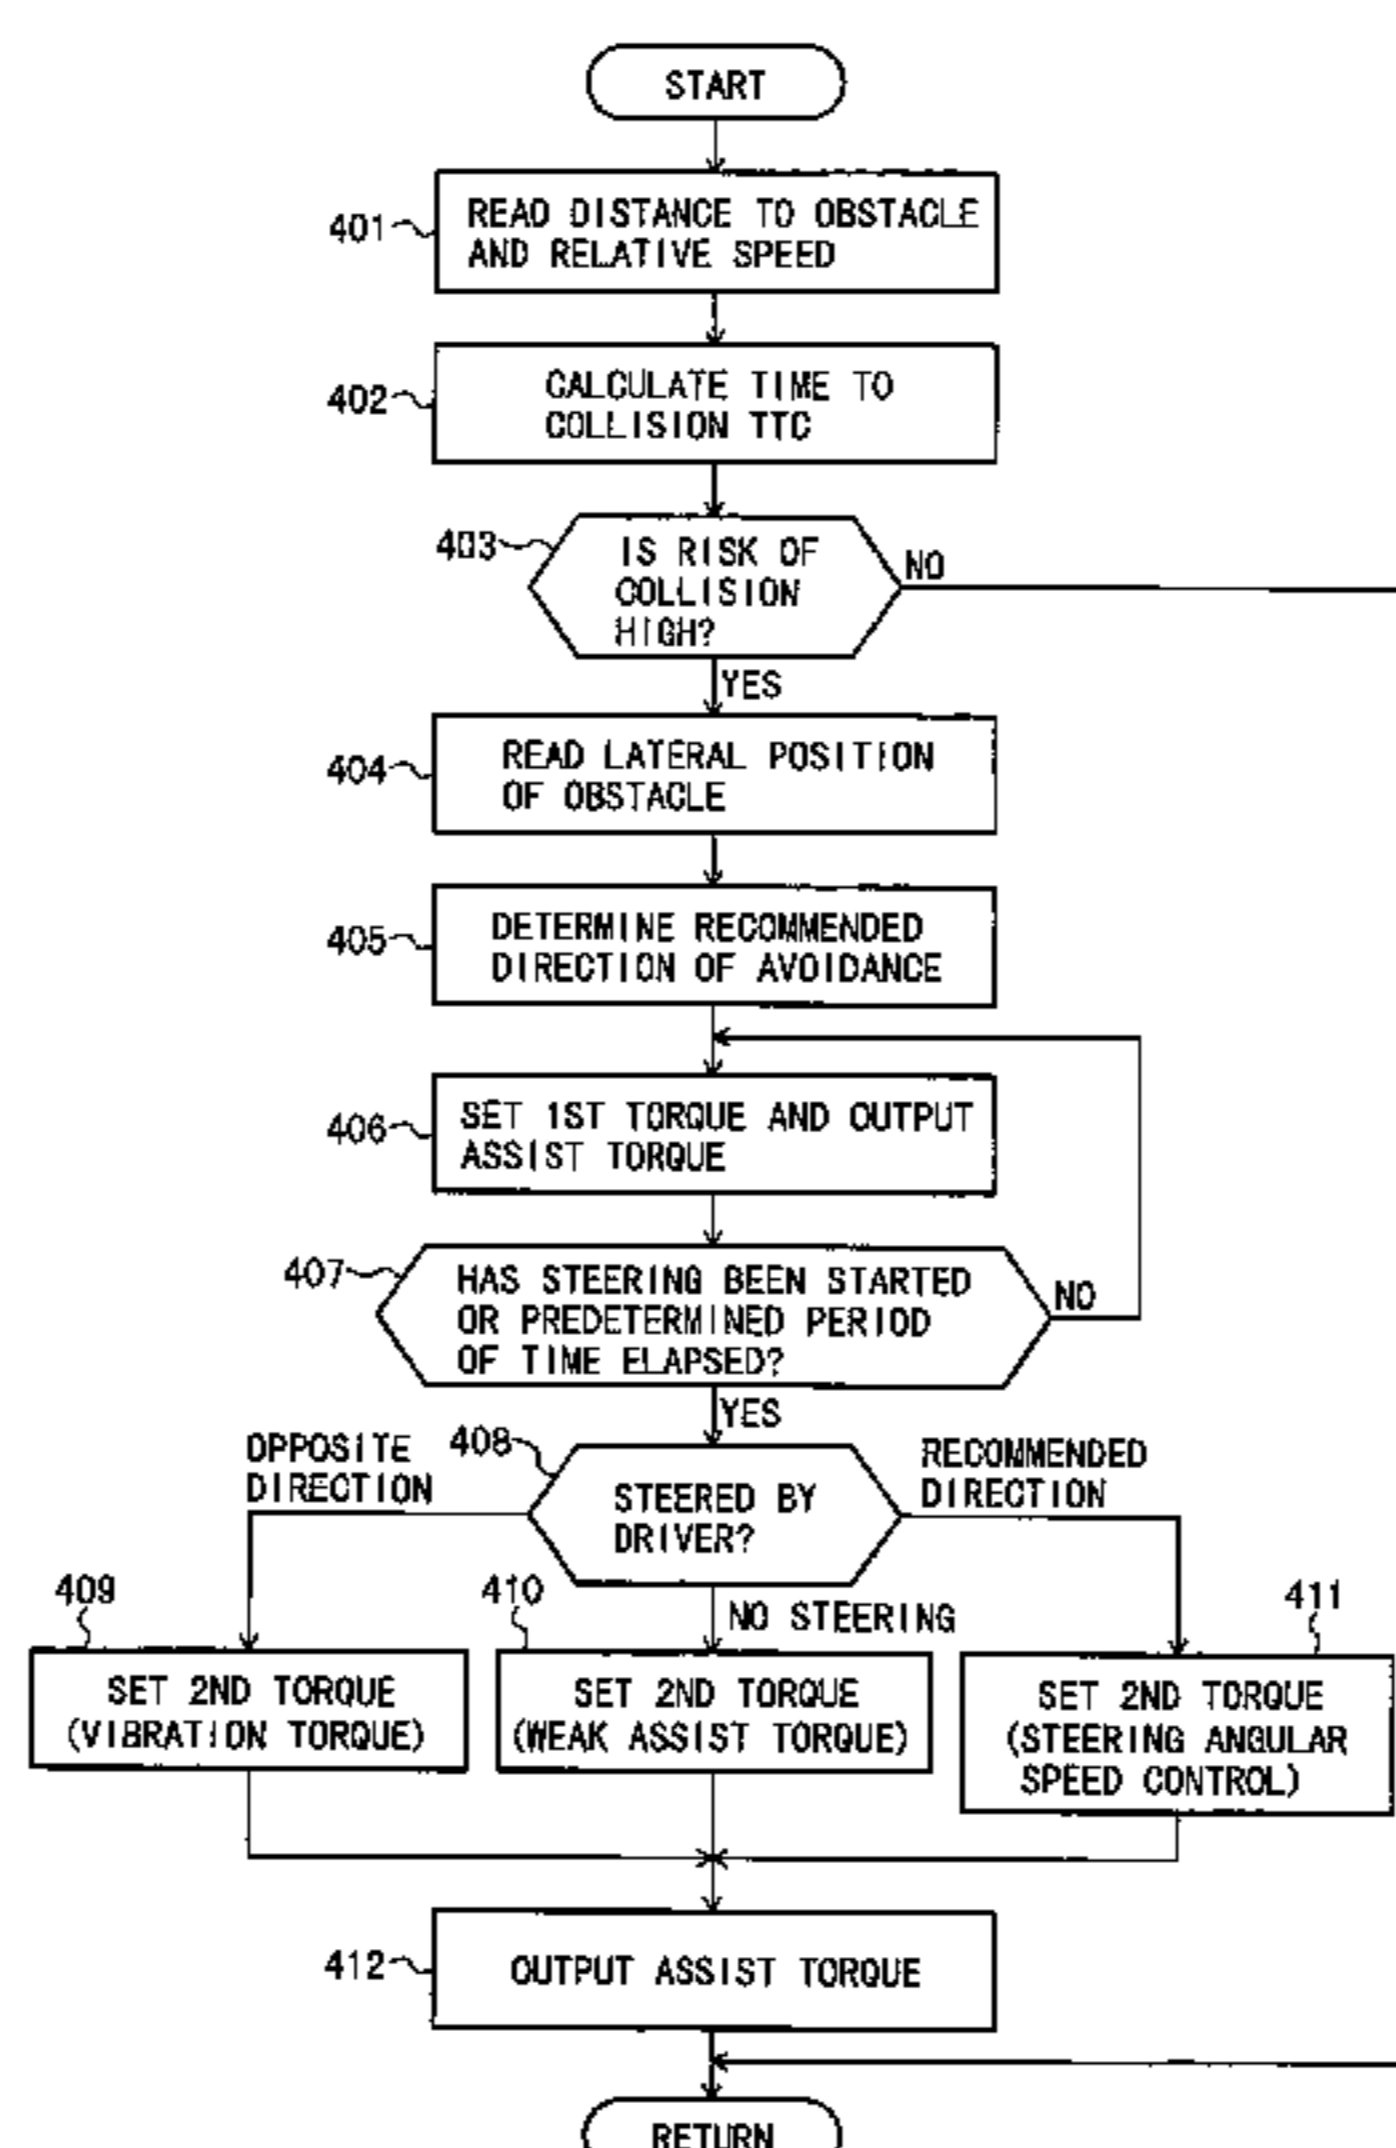 START
401
READ DISTANCE TO OBSTACLE
AND RELATIVE SPEED
402
CALCULATE TIME TO
COLLISION TTC
403
IS RISK OF
COLLISION
HIGH?
NO
YES
404
READ LATERAL POSITION
OF OBSTACLE
405
DETERMINE RECOMMENDED
DIRECTION OF AVOIDANCE
406
SET 1ST TORQUE AND OUTPUT
ASSIST TORQUE
407
HAS STEERING BEEN STARTED
OR PREDETERMINED PERIOD
OF TIME ELAPSED?
NO
YES
OPPOSITE
DIRECTION
408
STEERED BY
DRIVER?
RECOMMENDED
DIRECTION
NO STEERING
409
SET 2ND TORQUE
(VIBRATION TORQUE)
410
SET 2ND TORQUE
(WEAK ASSIST TORQUE)
411
SET 2ND TORQUE
(STEERING ANGULAR
SPEED CONTROL)
412
OUTPUT ASSIST TORQUE
RETURN